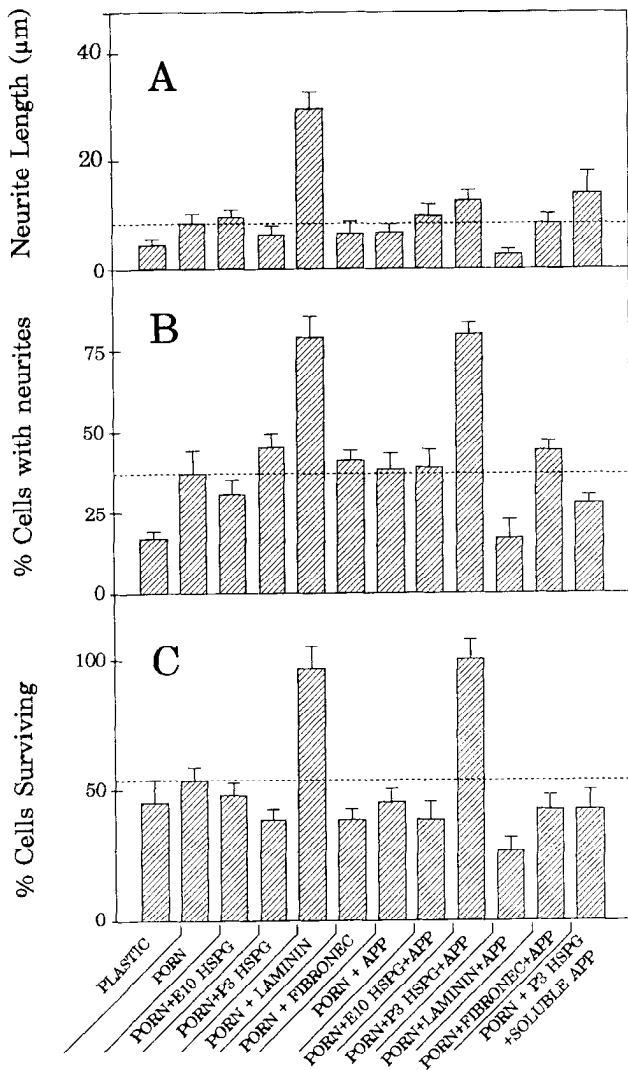 A
Neurite Length (μm)
40
20
0
B
% Cells with neurites
75
50
25
0
C
% Cells Surviving
100
50
0
PLASTIC
PORN
PORN+E10 HSPG
PORN+P3 HSPG
PORN + LAMININ
PORN + FIBRONEC
PORN + APP
PORN+E10 HSPG+APP
PORN+P3 HSPG+APP
PORN+LAMININ+APP
PORN+FIBRONEC+APP
PORN + P3 HSPG
+SOLUBLE APP